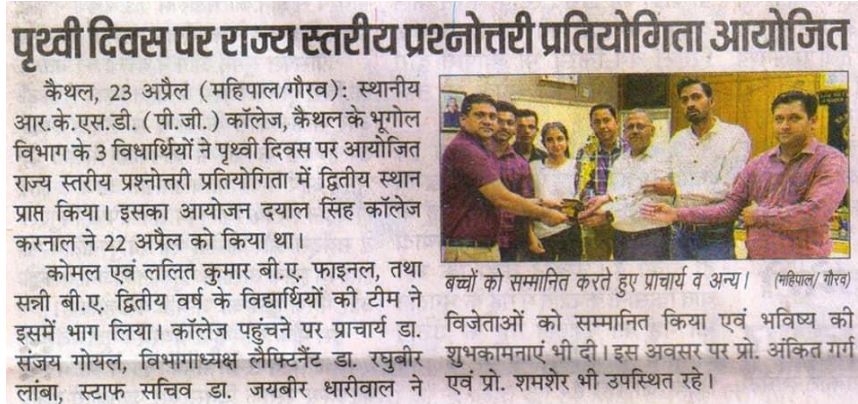 पृथ्वी दिवस पर राज्य स्तरीय प्रश्नोत्तरी प्रतियोगिता आयोजित
कैथल, 23 अप्रैल (महिपाल/गौरव): स्थानीय
आर.के.एस.डी. (पी.जी.) कॉलेज, कैथल के भूगोल
विभाग के 3 विधार्थियों ने पृथ्वी दिवस पर आयोजित
राज्य स्तरीय प्रश्नोत्तरी प्रतियोगिता में द्वितीय स्थान
प्राप्त किया। इसका आयोजन दयाल सिंह कॉलेज
करनाल ने 22 अप्रैल को किया था।
कोमल एवं ललित कुमार बी.ए. फाइनल, तथा
सन्नी बी.ए. द्वितीय वर्ष के विद्यार्थियों की टीम ने
इसमें भाग लिया। कॉलेज पहुंचने पर प्राचार्य डा.
संजय गोयल, विभागाध्यक्ष लैफ्टिनैंट डा. रघुबीर
लांबा, स्टाफ सचिव डा. जयबीर धारीवाल ने
बच्चों को सम्मानित करते हुए प्राचार्य व अन्य। (महिपाल/ गौरव)
विजेताओं को सम्मानित किया एवं भविष्य की
शुभकामनाएं भी दी। इस अवसर पर प्रो. अंकित गर्ग
एवं प्रो. शमशेर भी उपस्थित रहे।